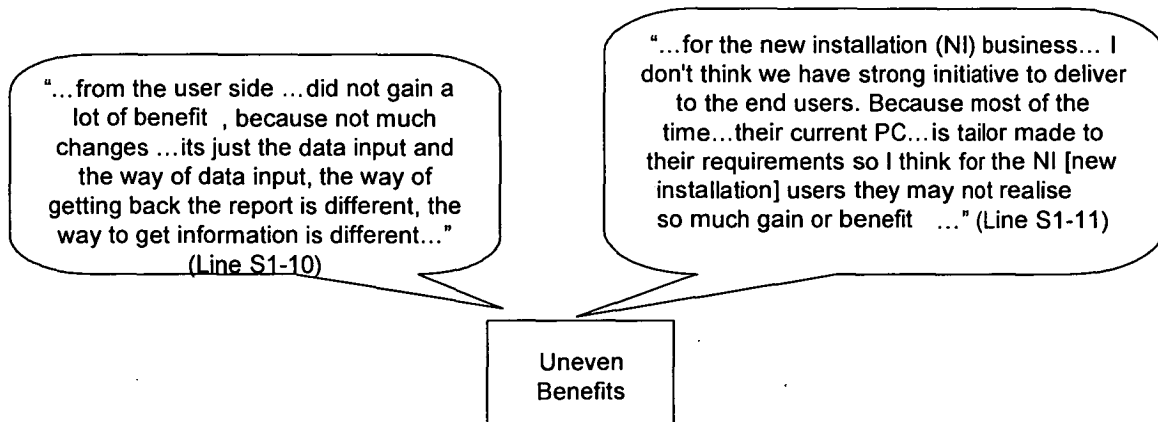 “...from the user side ...did not gain a
lot of benefit , because not much
changes ...its just the data input and
the way of data input, the way of
getting back the report is different, the
way to get information is different...”
(Line S1-10)
“...for the new installation (NI) business... I
don't think we have strong initiative to deliver
to the end users. Because most of the
time...their current PC...is tailor made to
their requirements so I think for the NI [new
installation] users they may not realise
so much gain or benefit ...” (Line S1-11)
Uneven
Benefits